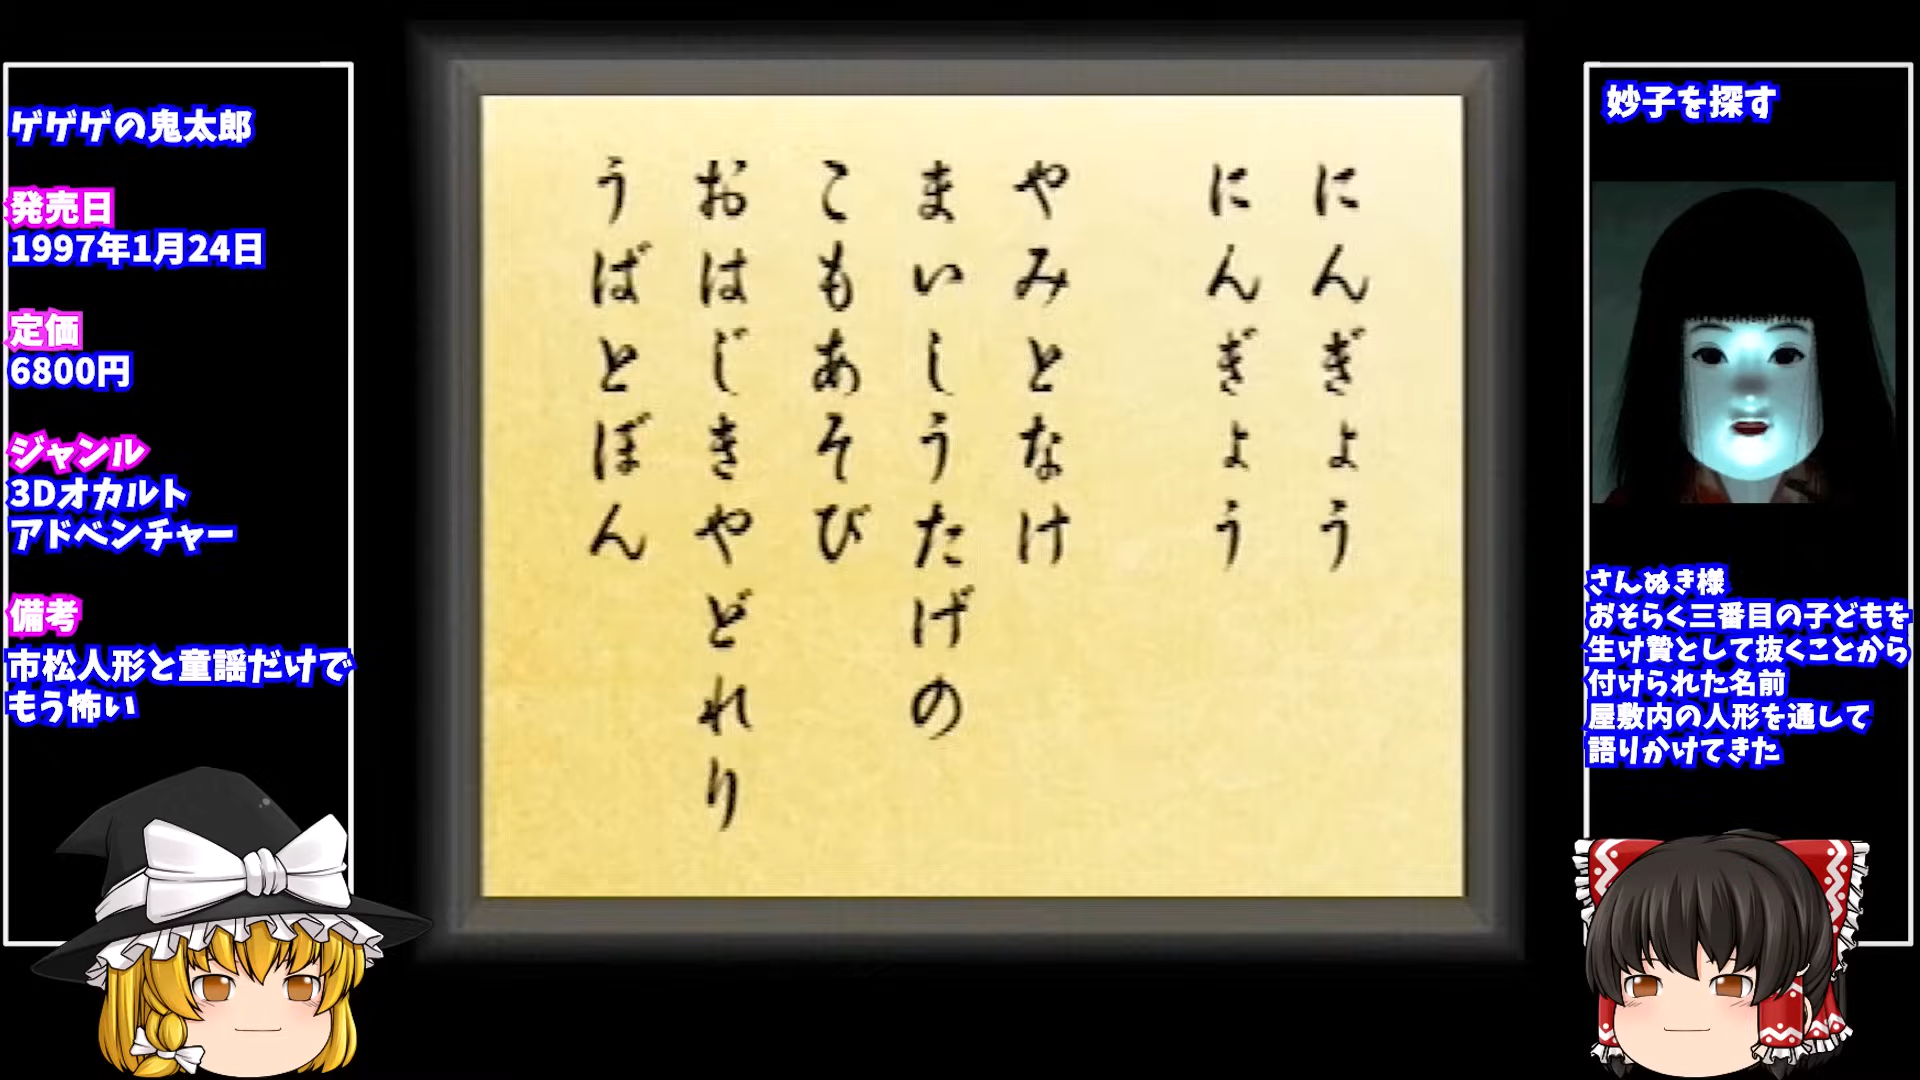 ゲゲゲの鬼太郎
発売日
1997年1月24日
定価
6800円
ジャンル
3Dオカルト
アドベンチャー
備考
市松人形と童謡だけで
もう怖い
にんぎょう
にんぎょう
やみとなけ
まいしうたげの
こもあそび
おはじきやどれり
うばとぼん
妙子を探す
さんぬき様
おそらく三番目の子どもを
生け贄として抜くことから
付けられた名前
屋敷内の人形を通して
語りかけてきた